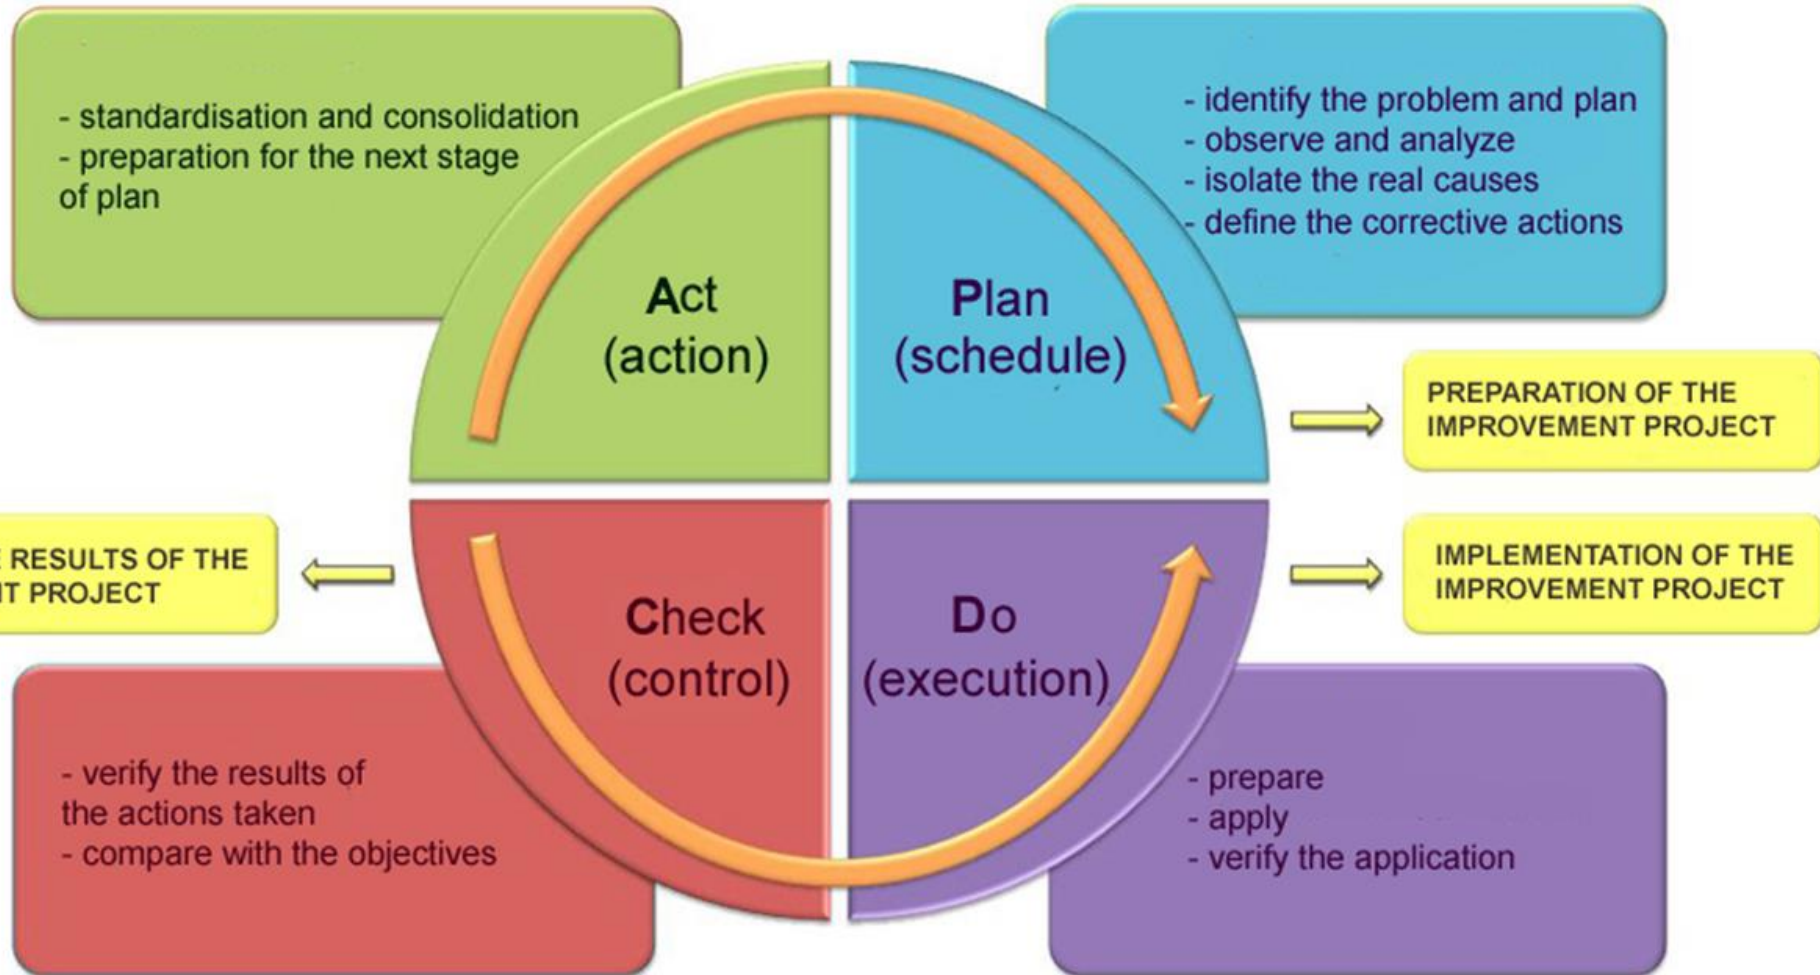 - standardisation and consolidation
- preparation for the next stage
of plan
- identify the problem and plan
- observe and analyze
- isolate the real causes
- define the corrective actions
Act
(action)
Plan
(schedule)
PREPARATION OF THE
IMPROVEMENT PROJECT
RESULTS OF THE
PROJECT
IMPLEMENTATION OF THE
IMPROVEMENT PROJECT
Check
(control)
Do
(execution)
- verify the results of
the actions taken
- compare with the objectives
- prepare
- apply
- verify the application